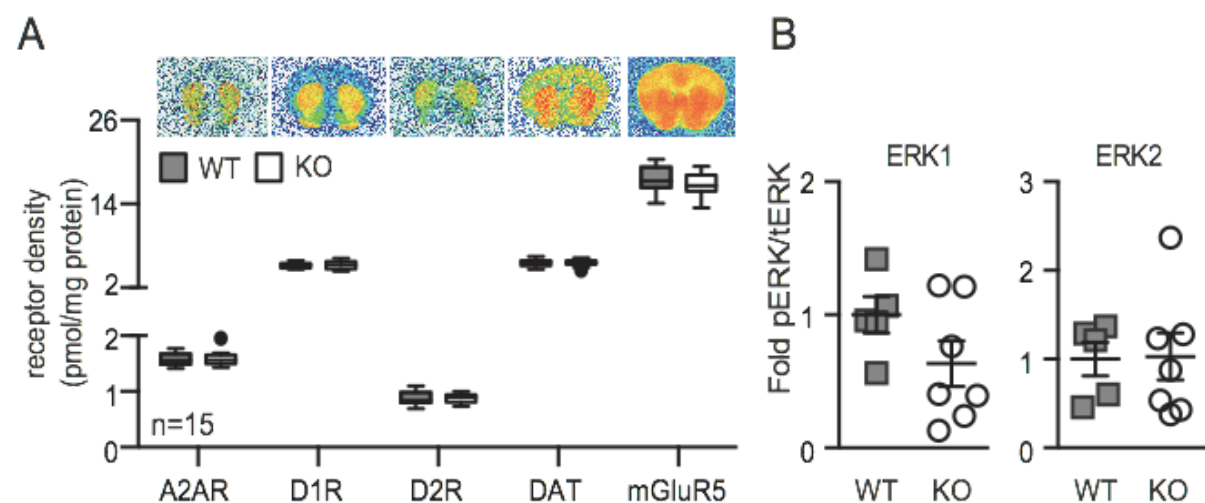 A
B
26
14
2
2
1
0
receptor density
(pmol/mg protein)
WT KO
n=15
A2AR D1R D2R DAT mGluR5
ERK1 ERK2
Fold pERK/tERK
2
1
0
3
2
1
0
WT KO WT KO